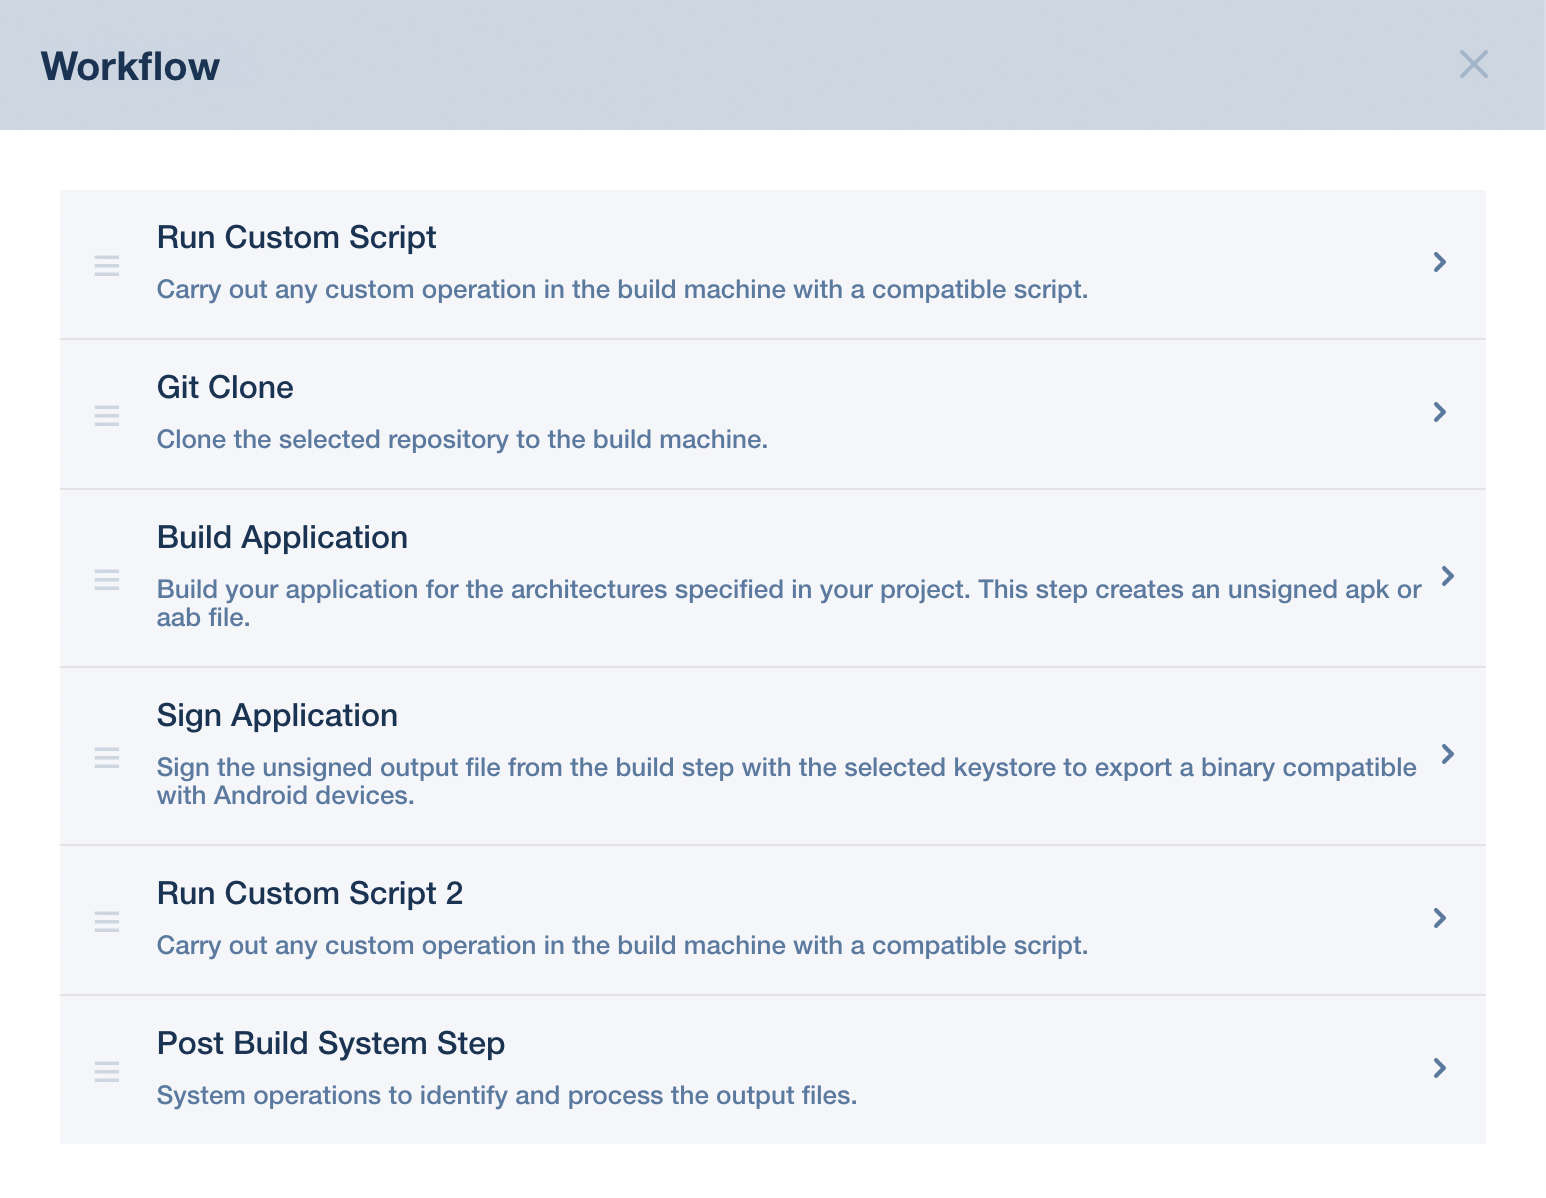 Workflow
Run Custom Script
Carry out any custom operation in the build machine with a compatible script.
Git Clone
Clone the selected repository to the build machine.
Build Application
Build your application for the architectures specified in your project. This step creates an unsigned apk or
aab file.
Sign Application
Sign the unsigned output file from the build step with the selected keystore to export a binary compatible
with Android devices.
Run Custom Script 2
Carry out any custom operation in the build machine with a compatible script.
Post Build System Step
System operations to identify and process the output files.